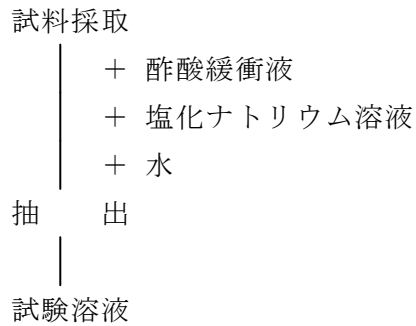 試料採取
+ 酢酸緩衝液
+ 塩化ナトリウム溶液
+ 水
抽　　出
試験溶液